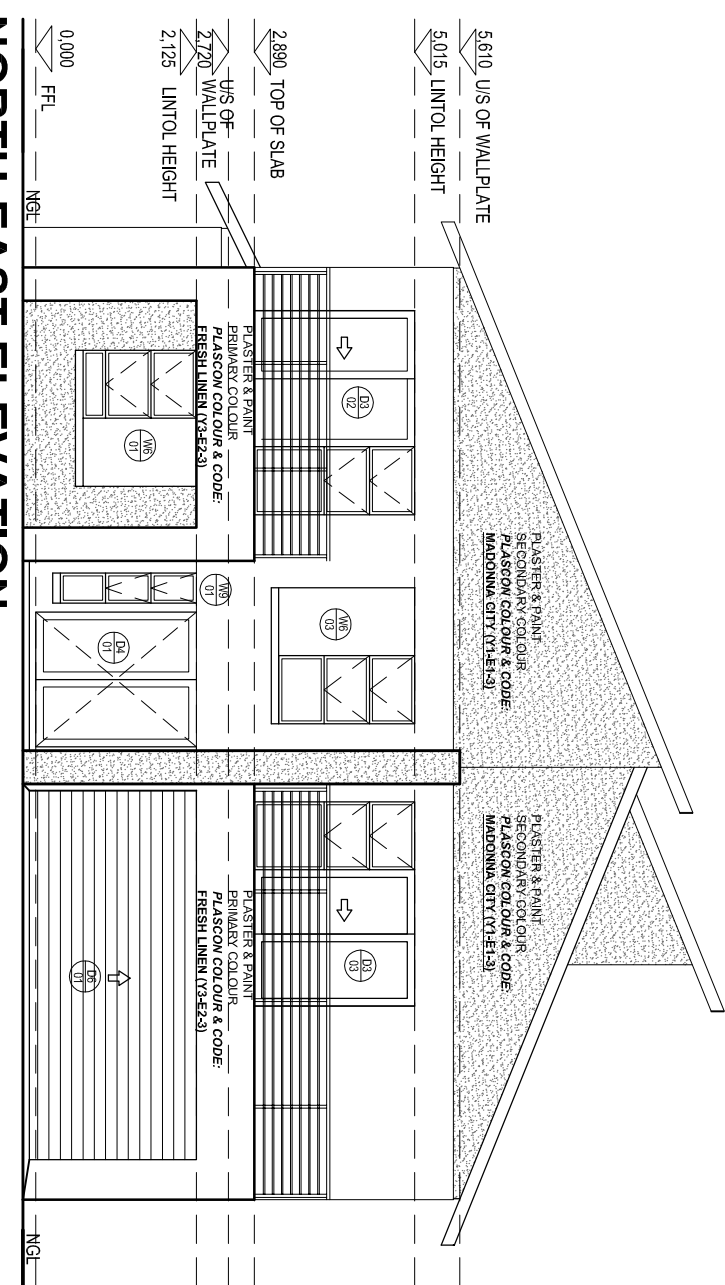 5,610 U/S OF WALLPLATE
5,015 LINTOL HEIGHT
2,890 TOP OF SLAB
2,720 U/S OF
WALLPLATE
2,125
LINTOL HEIGHT
0,000
FFL
NGL
PLASTER & PAINT
SECONDARY COLOUR
PLASCON COLOUR & CODE:
MADONNA CITY (Y1-E1-3)
PLASTER & PAINT
SECONDARY COLOUR
PLASCON COLOUR & CODE:
MADONNA CITY (Y1-E1-3)
D3
02
W6
03
D3
03
PLASTER & PAINT
PRIMARY COLOUR
PLASCON COLOUR & CODE:
FRESH LINEN (Y3-E2-3)
PLASTER & PAINT
PRIMARY COLOUR
PLASCON COLOUR & CODE:
FRESH LINEN (Y3-E2-3)
W6
01
W9
01
D4
01
D6
01
NGL
NORTH EAST ELEVATION